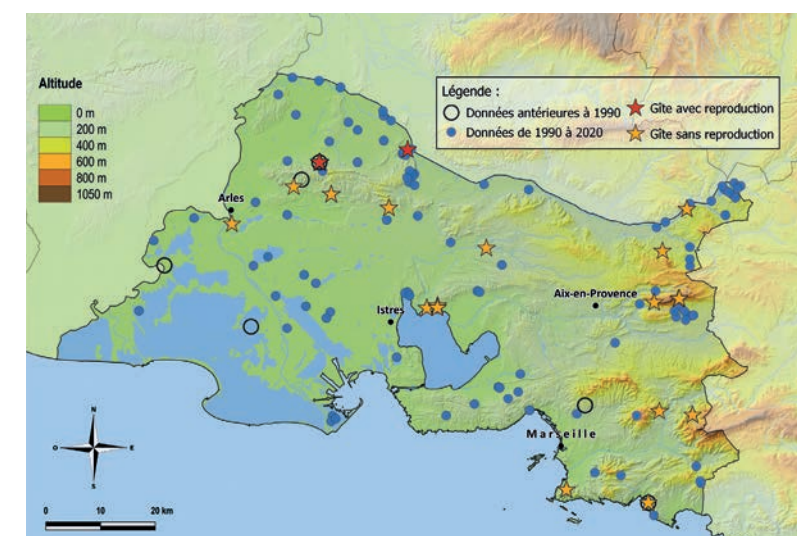 Altitude
0 m
200 m
400 m
600 m
800 m
1050 m
Légende :
Données antérieures à 1990
Gîte avec reproduction
Données de 1990 à 2020
Gîte sans reproduction
Arles
Istres
Aix-en-Provence
Marseille
N
O
E
S
0
10
20 km